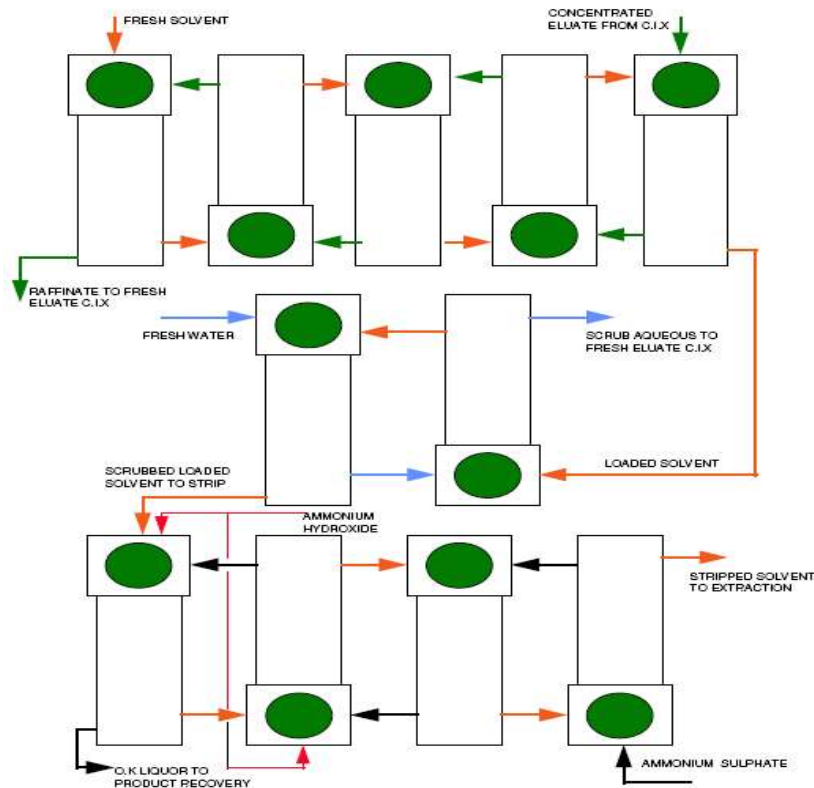 FRESH SOLVENT
CONCENTRATED
ELUATE FROM C.I.X
RAFFINATE TO FRESH
ELUATE C.I.X
FRESH WATER
SCRUB AQUEOUS TO
FRESH ELUATE C.I.X
SCRUBBED LOADED
SOLVENT TO STRIP
LOADED SOLVENT
AMMONIUM
HYDROXIDE
STRIPPED SOLVENT
TO EXTRACTION
O.K LIQUOR TO
PRODUCT RECOVERY
AMMONIUM SULPHATE